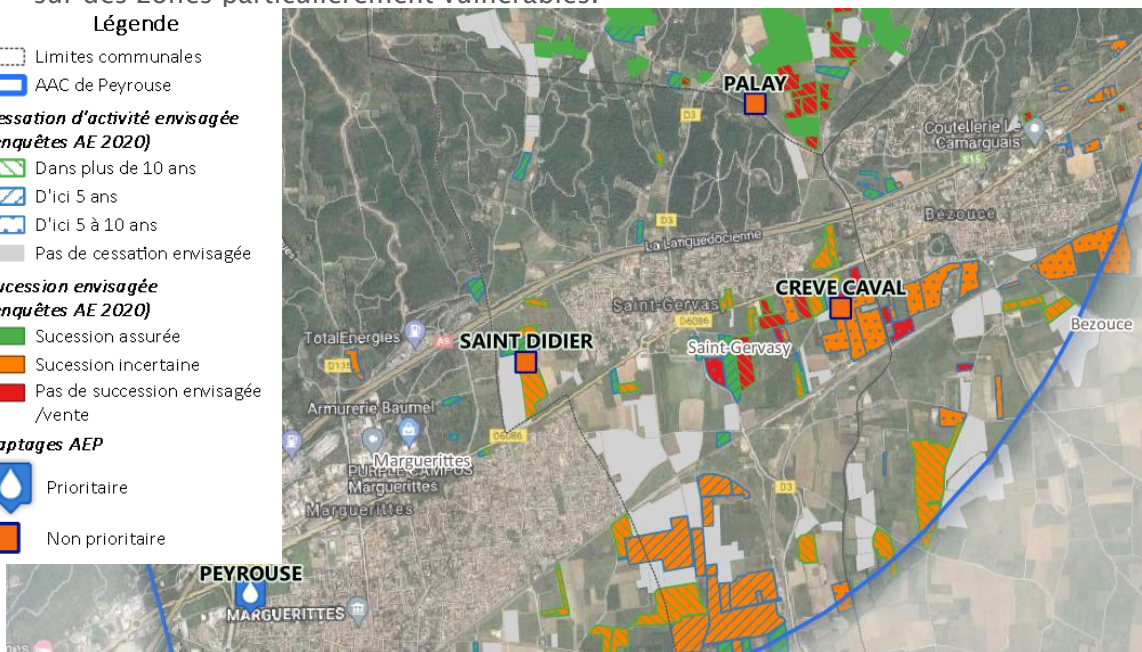 sur des zones particulièrement vulnérables.
Légende
Limites communales
AAC de Peyrouse
essation d'activité envisagée
nquêtes AE 2020)
Dans plus de 10 ans
D'ici 5 ans
D'ici 5 à 10 ans
Pas de cessation envisagée
ucession envisagée
nquêtes AE 2020)
Sucession assurée
Sucession incertaine
Pas de succession envisagée
/vente
aptages AEP
Prioritaire
Non prioritaire
PALAY
D3
Coutellerie Le
Camarguais
E15
Bezouce
D3
La Languedocienne
CREVE CAVAL
Saint-Gervas
D6086
Bezouce
TotalEnergies
A9
SAINT DIDIER
Saint-Gervasy
D135
Armurerie Baumel
D6086
Marguerittes
PURPLE CAMPUS
Marguerittes
D3
Marguerittes
PEYROUSE
MARGUERITTES